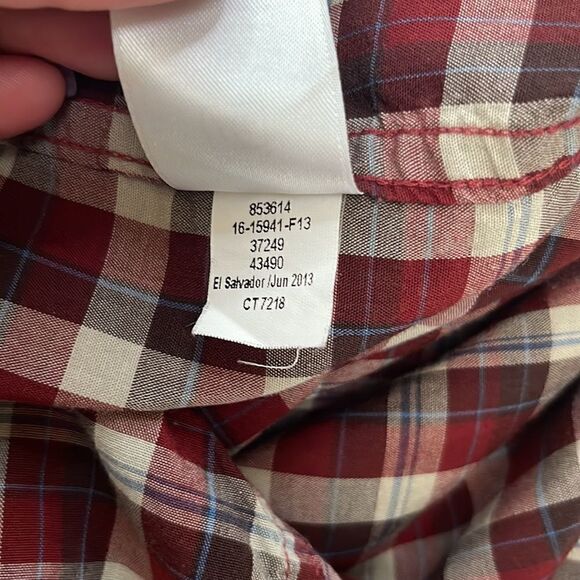 853614
16-15941-F13
37249
43490
El Salvador /Jun 2013
CT 7218